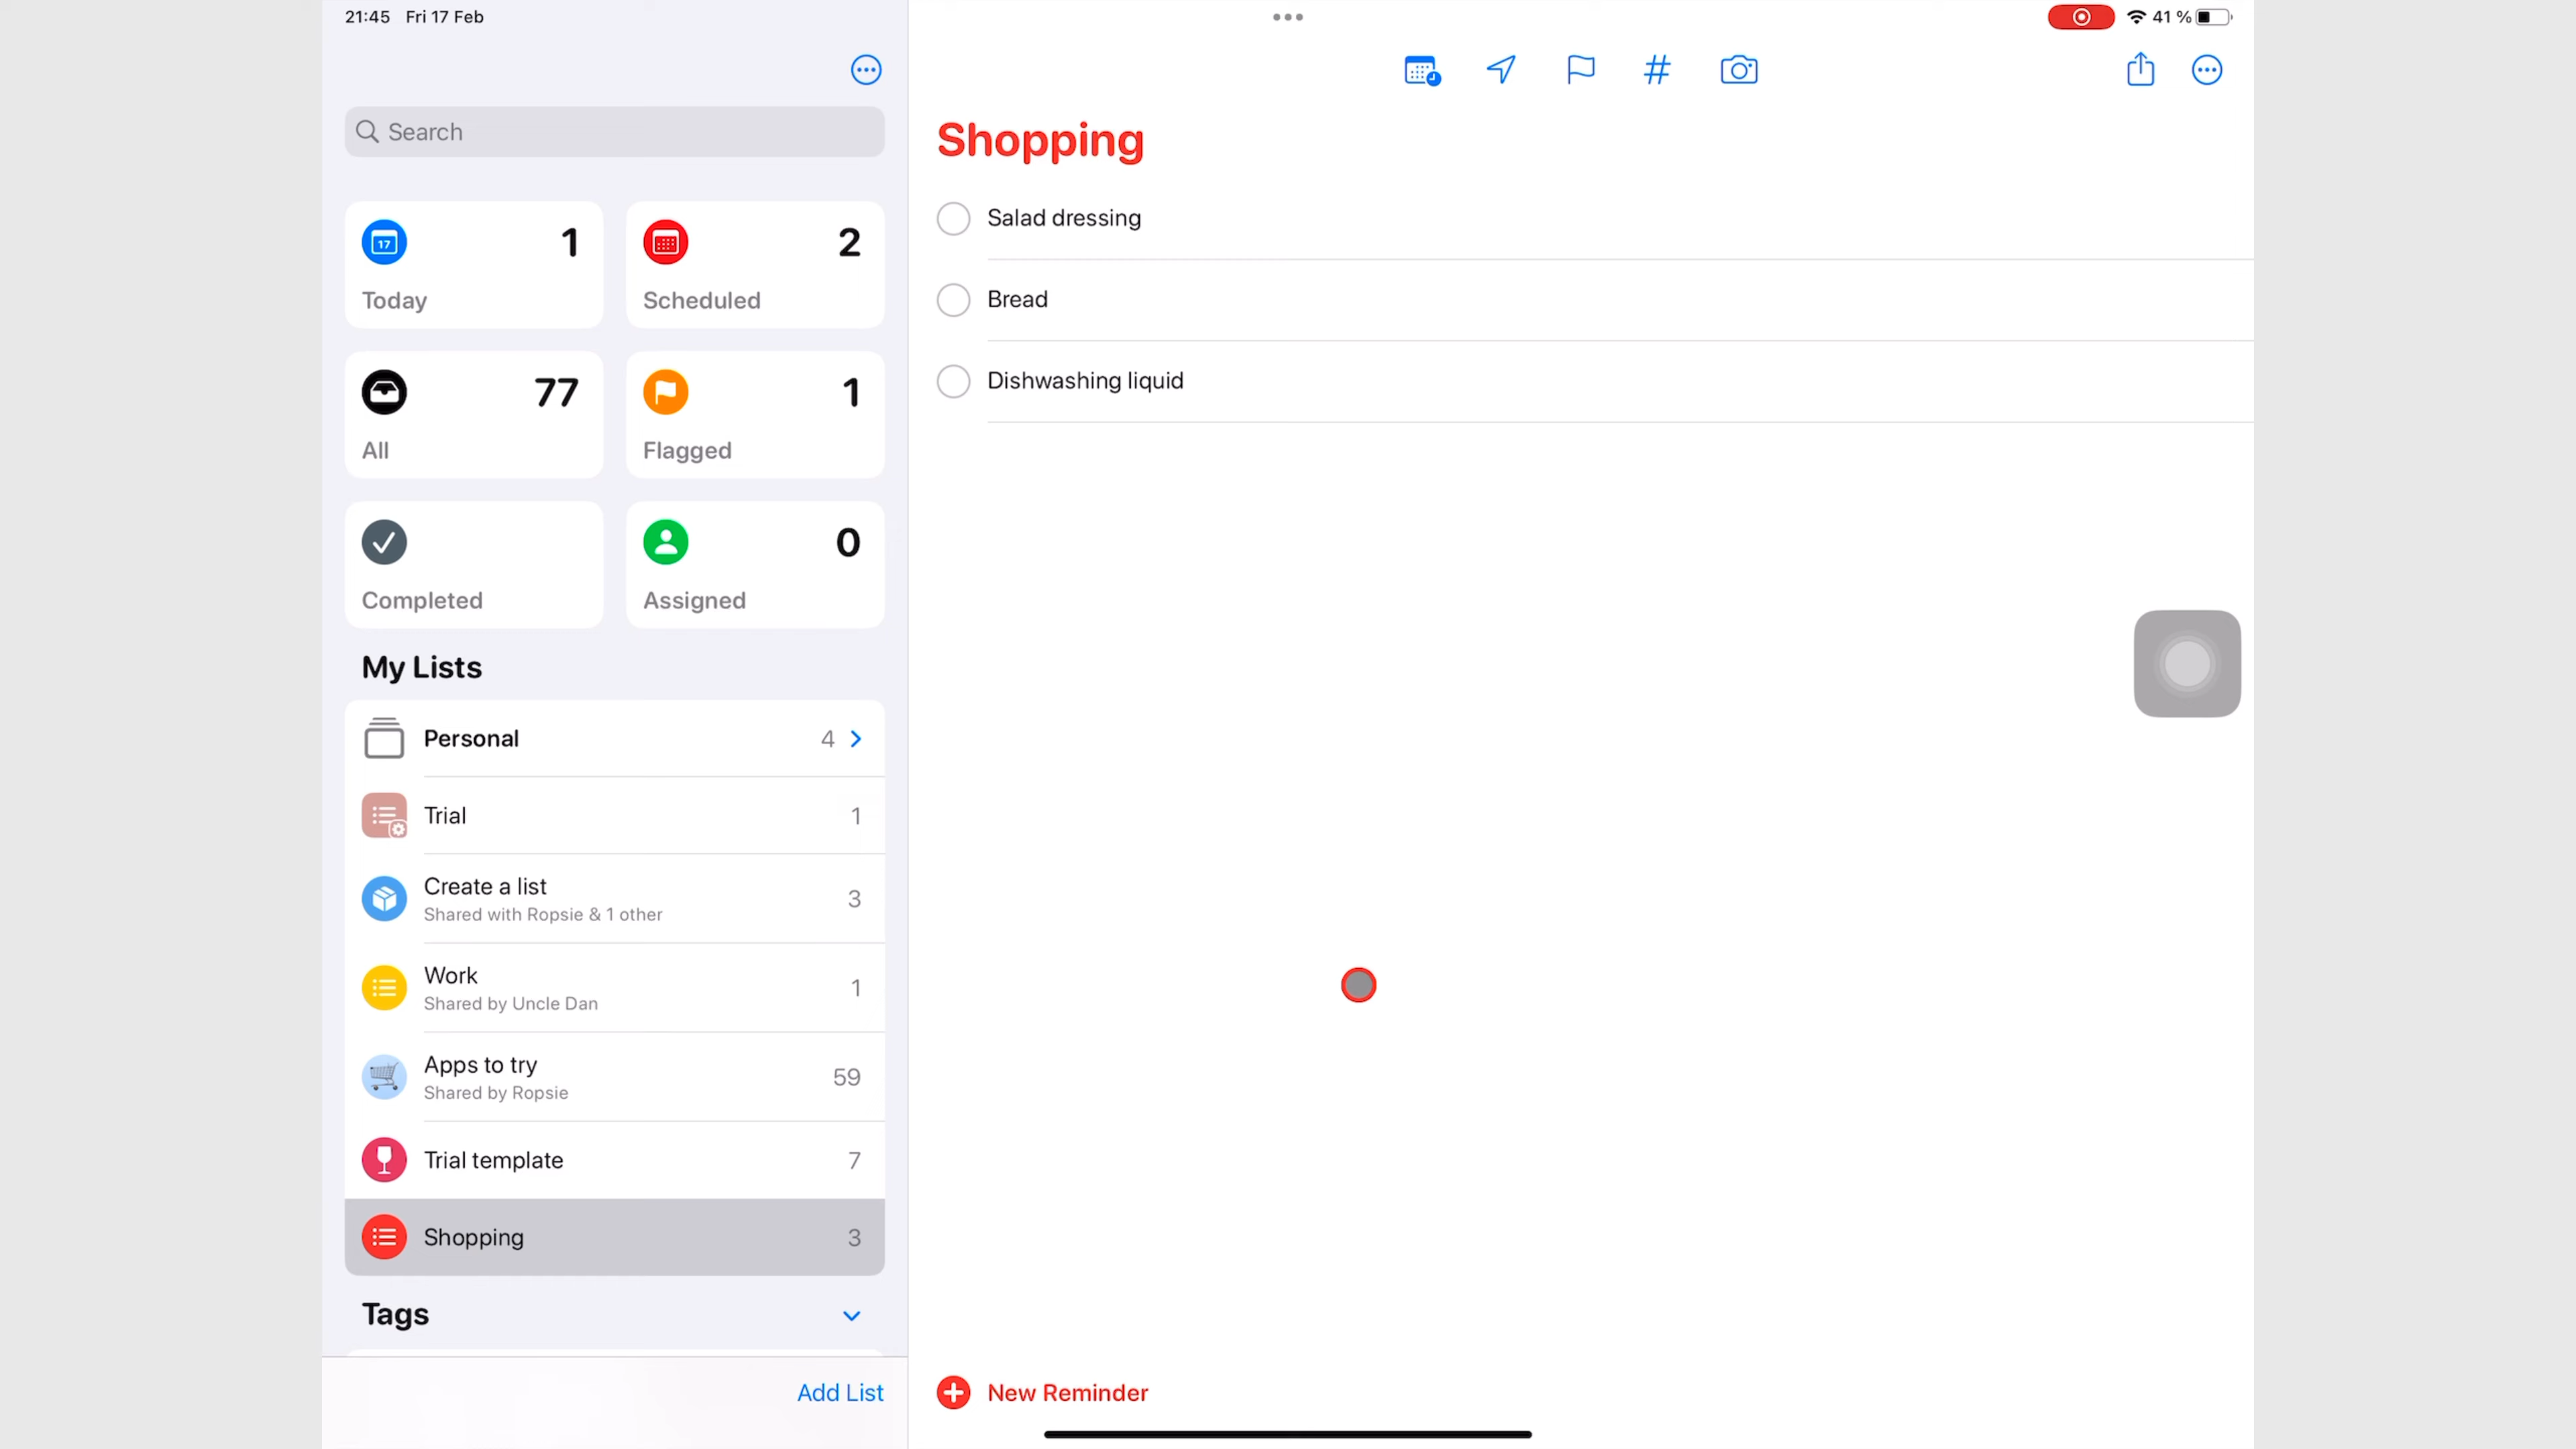 21:45 Fri 17 Feb
41 %
Search
17
1
Today
2
Scheduled
77
All
1
Flagged
Completed
0
Assigned
My Lists
Personal 4
Trial 1
Create a list
Shared with Ropsie & 1 other
3
Work
Shared by Uncle Dan
1
Apps to try
Shared by Ropsie
59
Trial template 7
Shopping 3
Tags
Add List
Shopping
Salad dressing
Bread
Dishwashing liquid
New Reminder